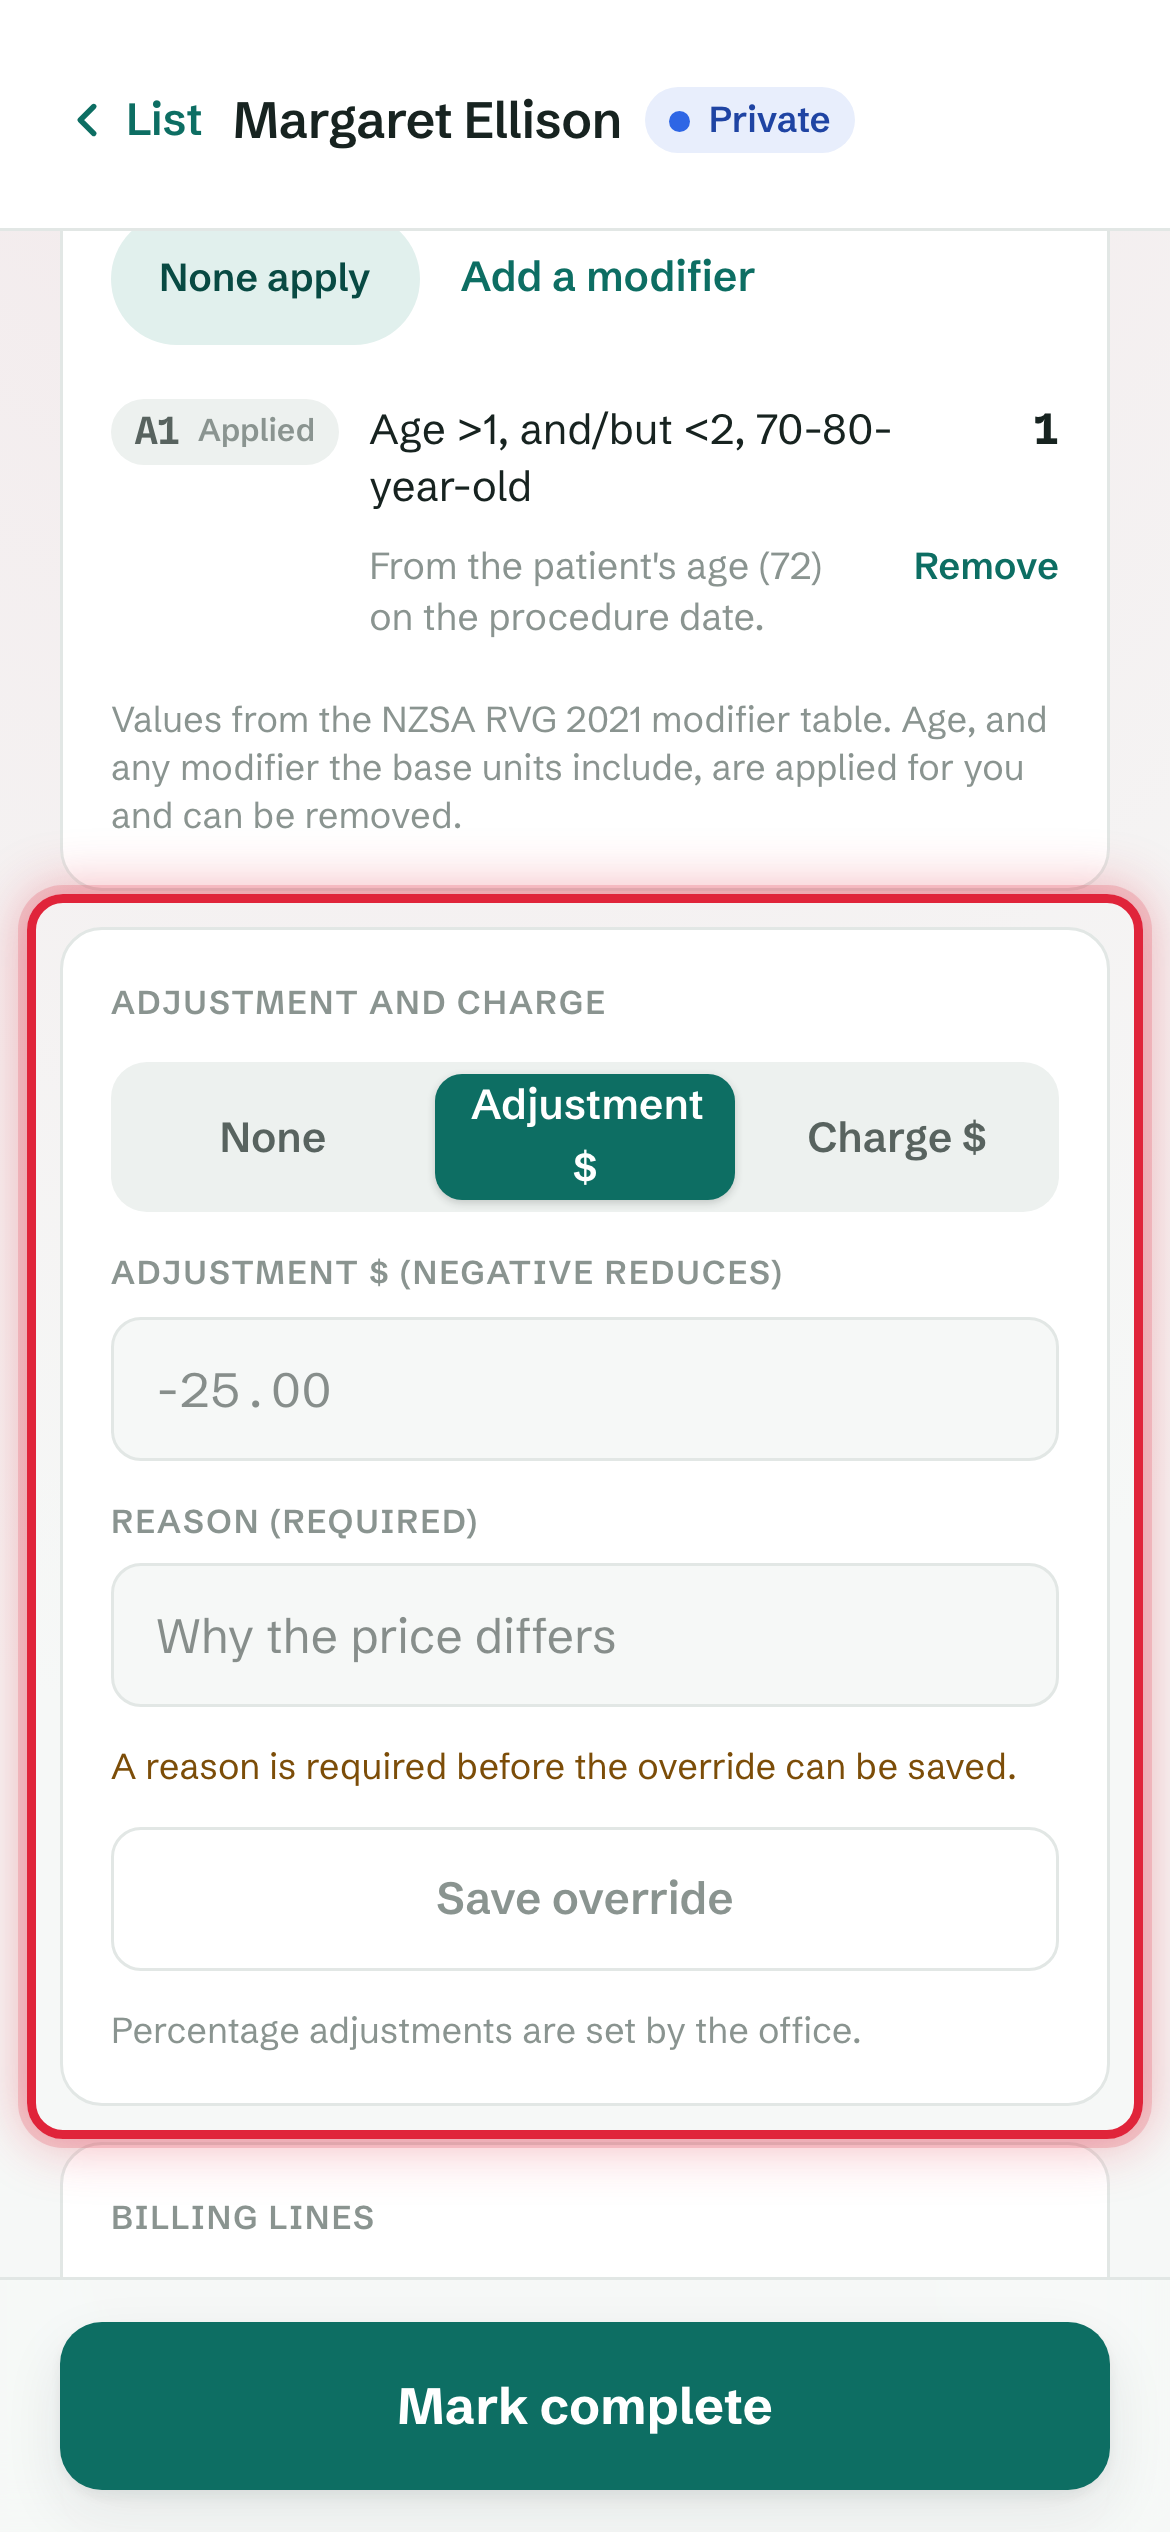 List Margaret Ellison Private
None apply Add a modifier
A1 Applied Age >1, and/but <2, 70-80- 1
year-old
From the patient's age (72) Remove
on the procedure date.
Values from the NZSA RVG 2021 modifier table. Age, and
any modifier the base units include, are applied for you
and can be removed.
ADJUSTMENT AND CHARGE
None Adjustment $ Charge $
ADJUSTMENT $ (NEGATIVE REDUCES)
-25.00
REASON (REQUIRED)
Why the price differs
A reason is required before the override can be saved.
Save override
Percentage adjustments are set by the office.
BILLING LINES
Mark complete